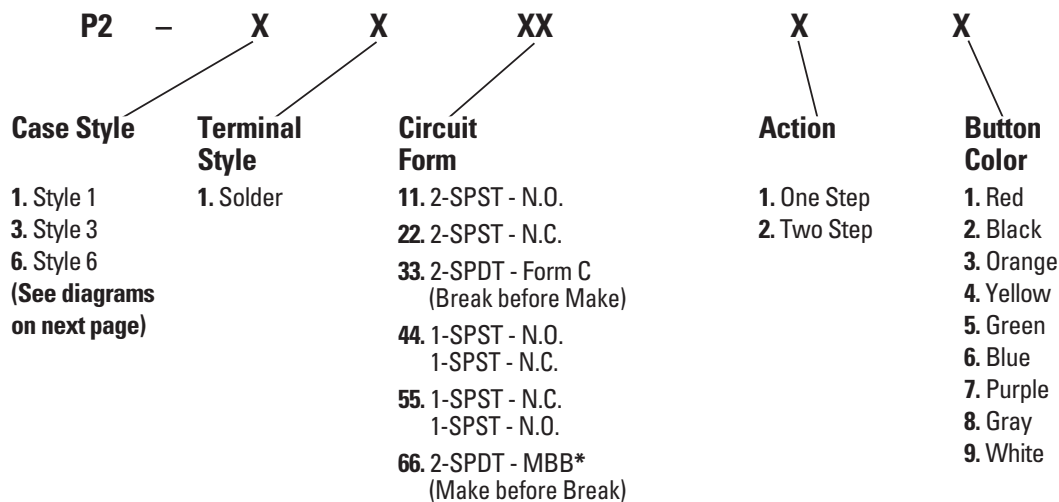 P2 – X X XX X X
Case Style
1. Style 1
3. Style 3
6. Style 6
(See diagrams
on next page)
Terminal
Style
1. Solder
Circuit
Form
11. 2-SPST - N.O.
22. 2-SPST - N.C.
33. 2-SPDT - Form C
(Break before Make)
44. 1-SPST - N.O.
1-SPST - N.C.
55. 1-SPST - N.C.
1-SPST - N.O.
66. 2-SPDT - MBB*
(Make before Break)
Action
1. One Step
2. Two Step
Button
Color
1. Red
2. Black
3. Orange
4. Yellow
5. Green
6. Blue
7. Purple
8. Gray
9. White